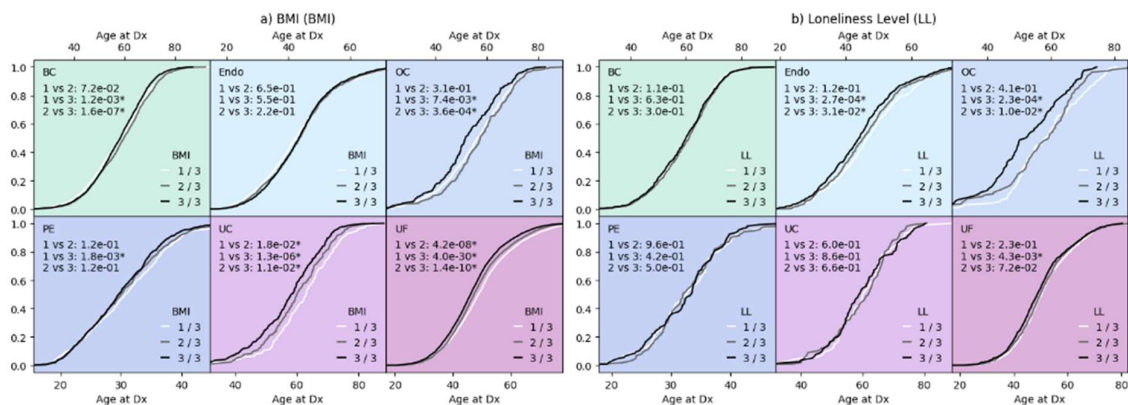 a) BMI (BMI)
Age at Dx
40 60 80
20 40 60
40 60 80
1.0
0.8
0.6
0.4
0.2
0.0
BC
1 vs 2: 7.2e-02
1 vs 3: 1.2e-03*
2 vs 3: 1.6e-07*
BMI
1 / 3
2 / 3
3 / 3
Endo
1 vs 2: 6.5e-01
1 vs 3: 5.5e-01
2 vs 3: 2.2e-01
BMI
1 / 3
2 / 3
3 / 3
OC
1 vs 2: 3.1e-01
1 vs 3: 7.4e-03*
2 vs 3: 3.6e-04*
BMI
1 / 3
2 / 3
3 / 3
1.0
0.8
0.6
0.4
0.2
0.0
PE
1 vs 2: 1.2e-01
1 vs 3: 1.8e-03*
2 vs 3: 1.2e-01
BMI
1 / 3
2 / 3
3 / 3
UC
1 vs 2: 1.8e-02*
1 vs 3: 1.3e-06*
2 vs 3: 1.1e-02*
BMI
1 / 3
2 / 3
3 / 3
UF
1 vs 2: 4.2e-08*
1 vs 3: 4.0e-30*
2 vs 3: 1.4e-10*
BMI
1 / 3
2 / 3
3 / 3
20 30 40
40 60 80
20 40 60
Age at Dx
Age at Dx
Age at Dx
b) Loneliness Level (LL)
Age at Dx
20 40 60 80
20 40 60
40 60 80
1.0
0.8
0.6
0.4
0.2
0.0
BC
1 vs 2: 1.1e-01
1 vs 3: 6.3e-01
2 vs 3: 3.0e-01
LL
1 / 3
2 / 3
3 / 3
Endo
1 vs 2: 1.2e-01
1 vs 3: 2.7e-04*
2 vs 3: 3.1e-02*
LL
1 / 3
2 / 3
3 / 3
OC
1 vs 2: 4.1e-01
1 vs 3: 2.3e-04*
2 vs 3: 1.0e-02*
LL
1 / 3
2 / 3
3 / 3
1.0
0.8
0.6
0.4
0.2
0.0
PE
1 vs 2: 9.6e-01
1 vs 3: 4.2e-01
2 vs 3: 5.0e-01
LL
1 / 3
2 / 3
3 / 3
UC
1 vs 2: 6.0e-01
1 vs 3: 8.6e-01
2 vs 3: 6.6e-01
LL
1 / 3
2 / 3
3 / 3
UF
1 vs 2: 2.3e-01
1 vs 3: 4.3e-03*
2 vs 3: 7.2e-02
LL
1 / 3
2 / 3
3 / 3
20 30 40
40 60 80
20 40 60 80
Age at Dx
Age at Dx
Age at Dx